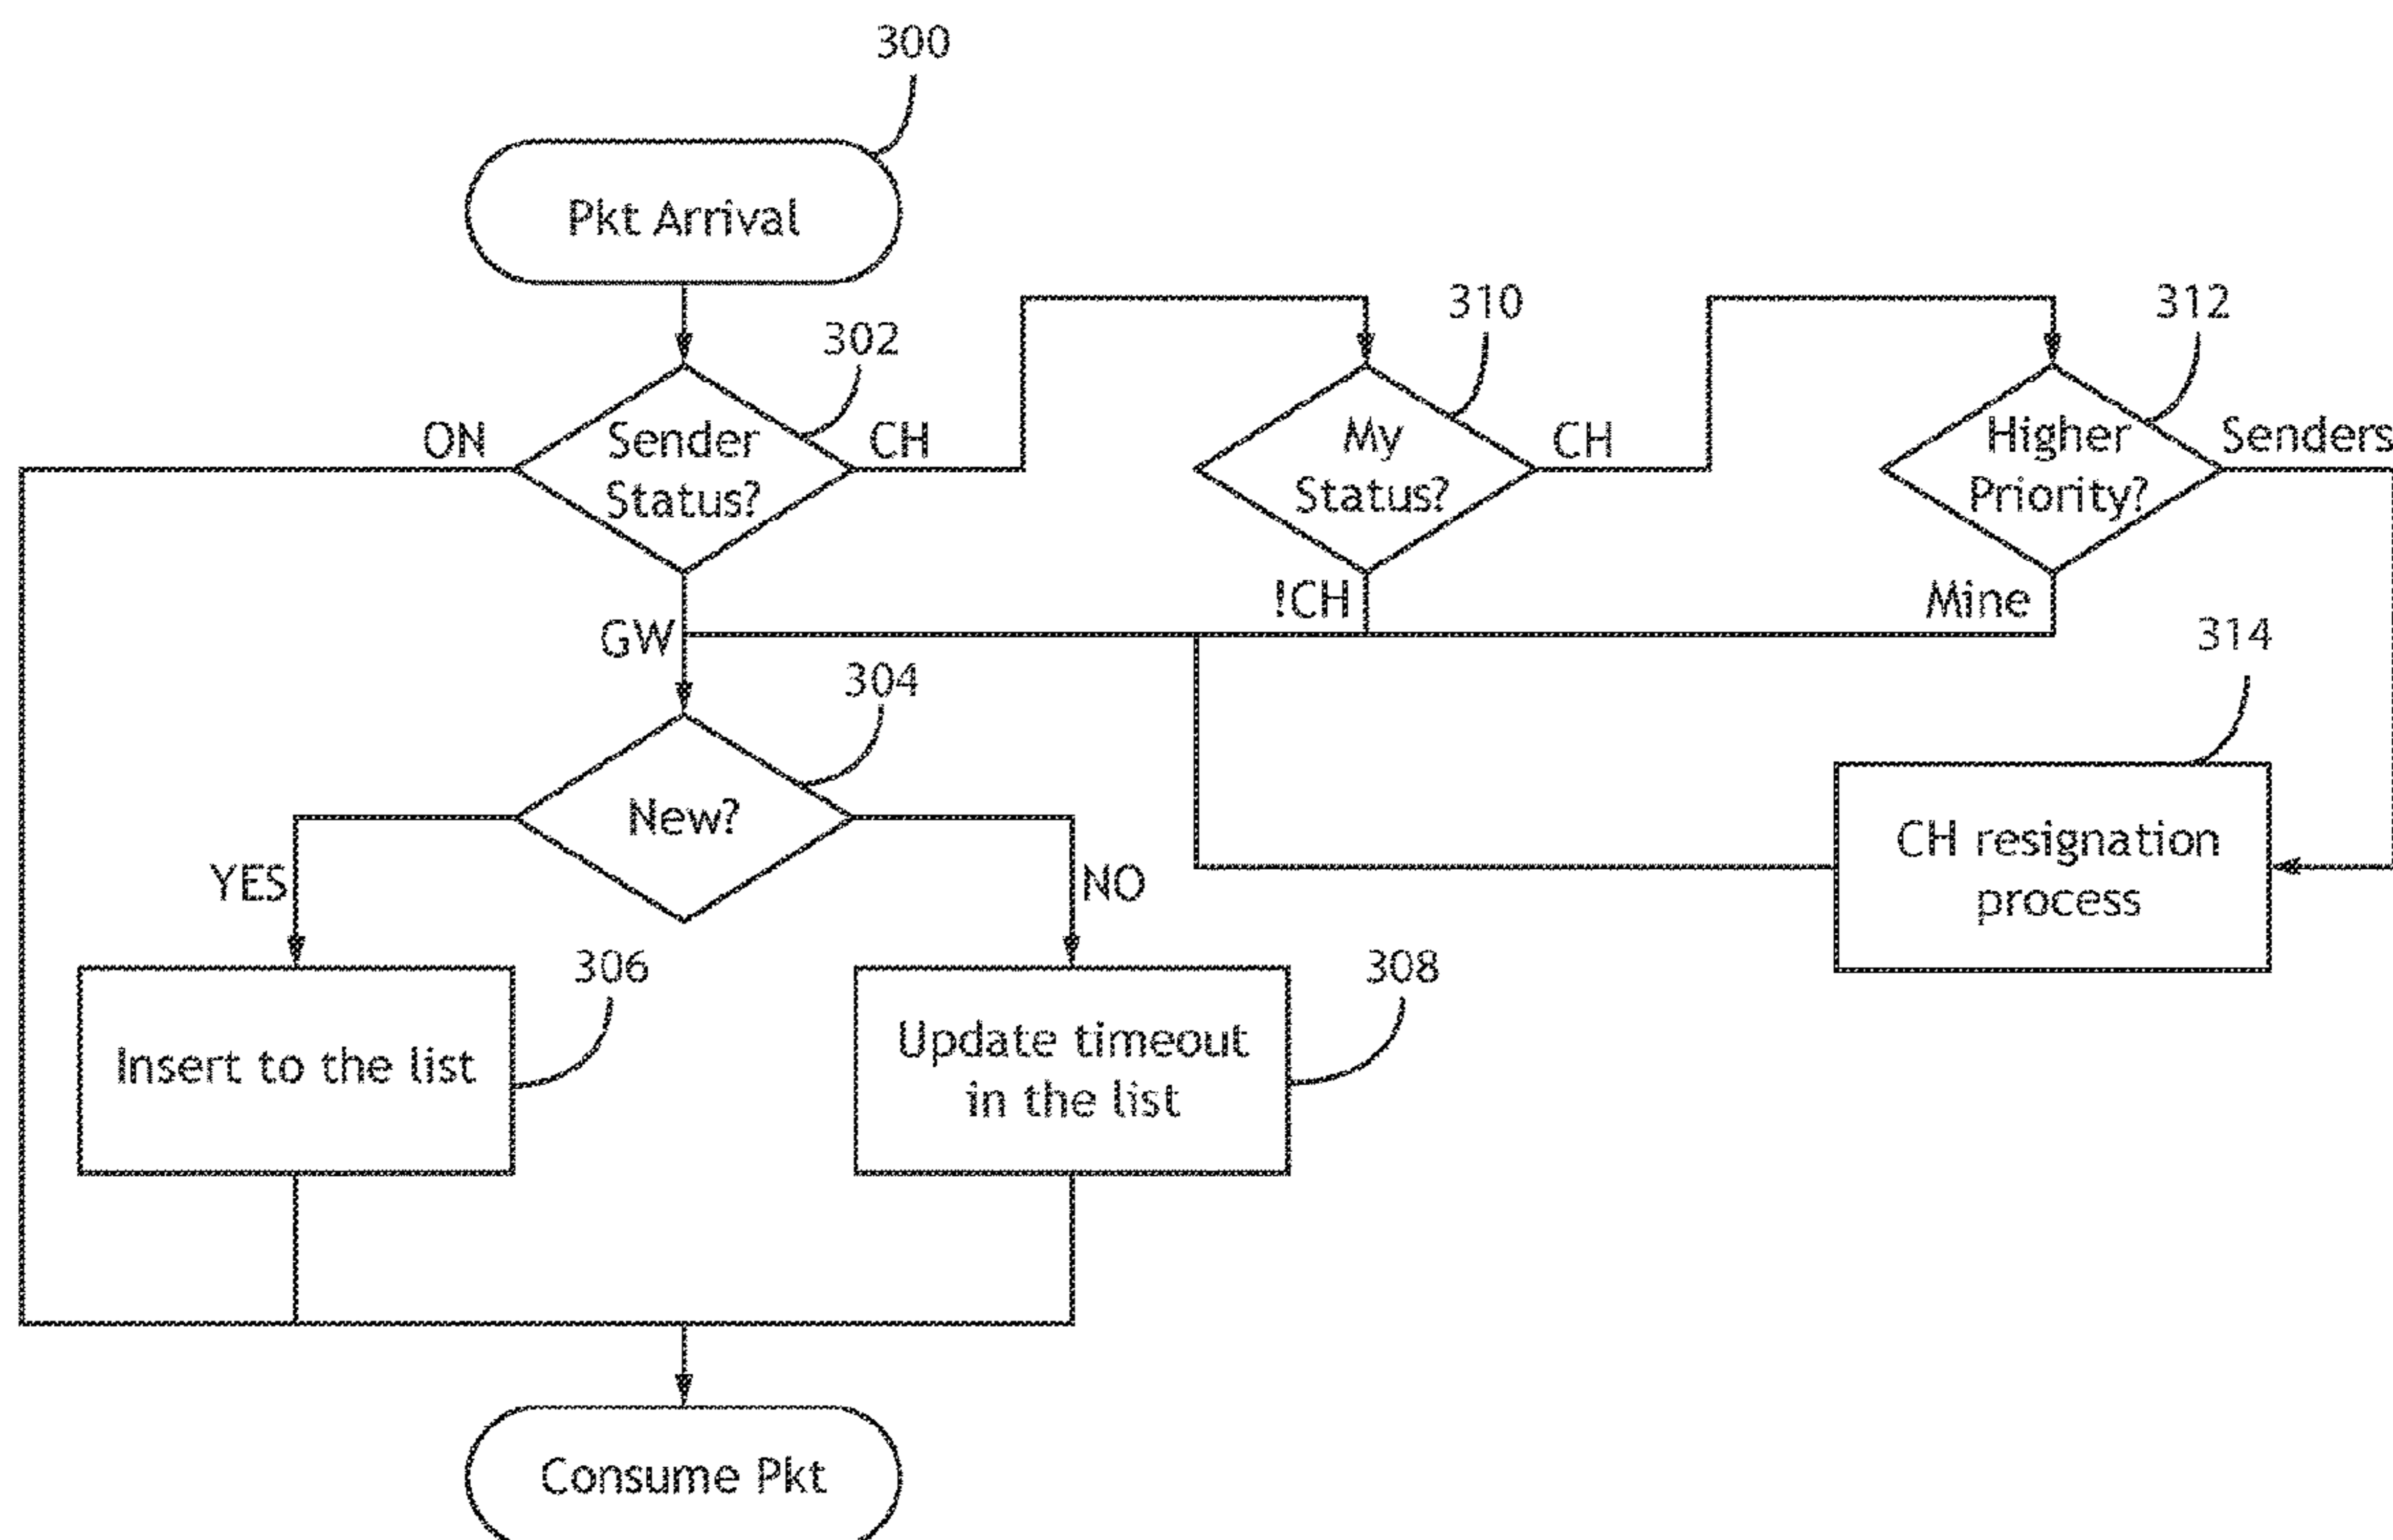 300
Pkt Arrival
302
310
312
ON
Sender
Status?
CH
My
Status?
CH
Higher
Priority?
Senders
GW
!CH
Mine
304
314
New?
YES
NO
CH resignation
process
306
308
Insert to the list
Update timeout
in the list
Consume Pkt